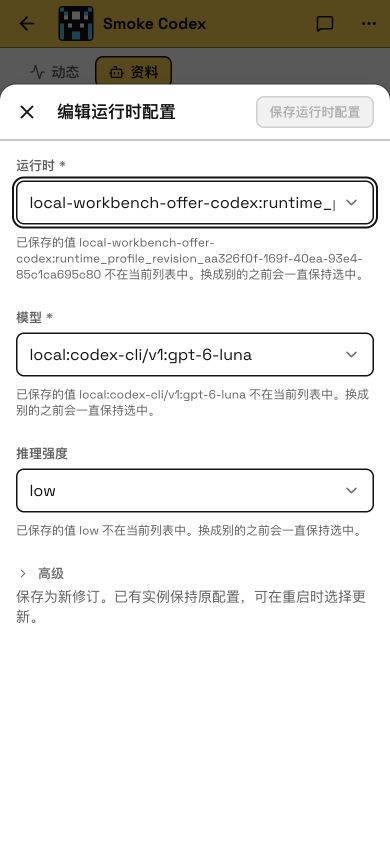 Smoke Codex
动态
资料
编辑运行时配置
保存运行时配置
运行时 *
local-workbench-offer-codex:runtime_
已保存的值 local-workbench-offer-
codex:runtime_profile_revision_aa326f0f-169f-40ea-93e4-
85c1ca695c80 不在当前列表中。换成别的之前会一直保持选中。
模型 *
local:codex-cli/v1:gpt-6-luna
已保存的值 local:codex-cli/v1:gpt-6-luna 不在当前列表中。换成
别的之前会一直保持选中。
推理强度
low
已保存的值 low 不在当前列表中。换成别的之前会一直保持选中。
高级
保存为新修订。已有实例保持原配置，可在重启时选择更
新。